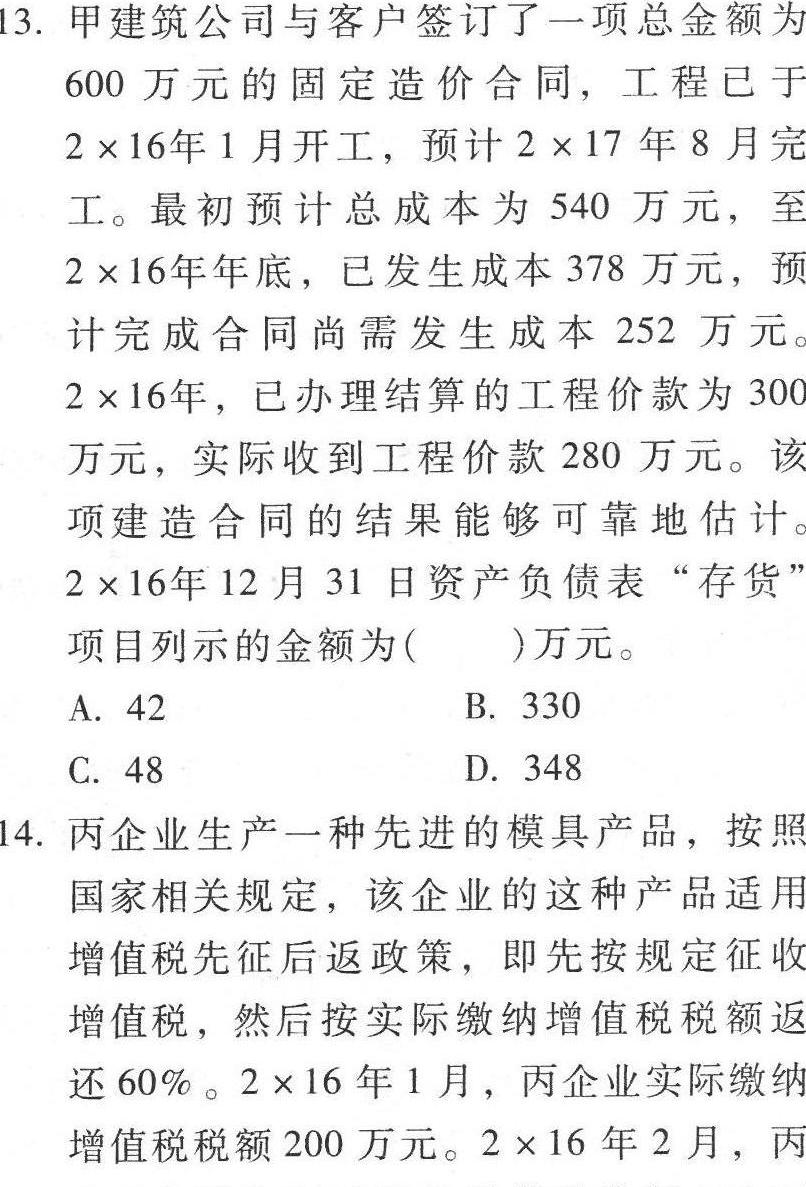 13. 甲建筑公司与客户签订了一项总金额为
600 万元的固定造价合同，工程已于
2×16年 1 月开工，预计 2×17 年 8 月完
工。最初预计总成本为 540 万元，至
2×16年年底，已发生成本 378 万元，预
计完成合同尚需发生成本 252 万元。
2×16年，已办理结算的工程价款为 300
万元，实际收到工程价款 280 万元。该
项建造合同的结果能够可靠地估计。
2×16年 12 月 31 日资产负债表“存货”
项目列示的金额为(    )万元。
A. 42    B. 330
C. 48    D. 348
14. 丙企业生产一种先进的模具产品，按照
国家相关规定，该企业的这种产品适用
增值税先征后返政策，即先按规定征收
增值税，然后按实际缴纳增值税税额返
还 60%。2×16 年 1 月，丙企业实际缴纳
增值税税额 200 万元。2×16 年 2 月，丙